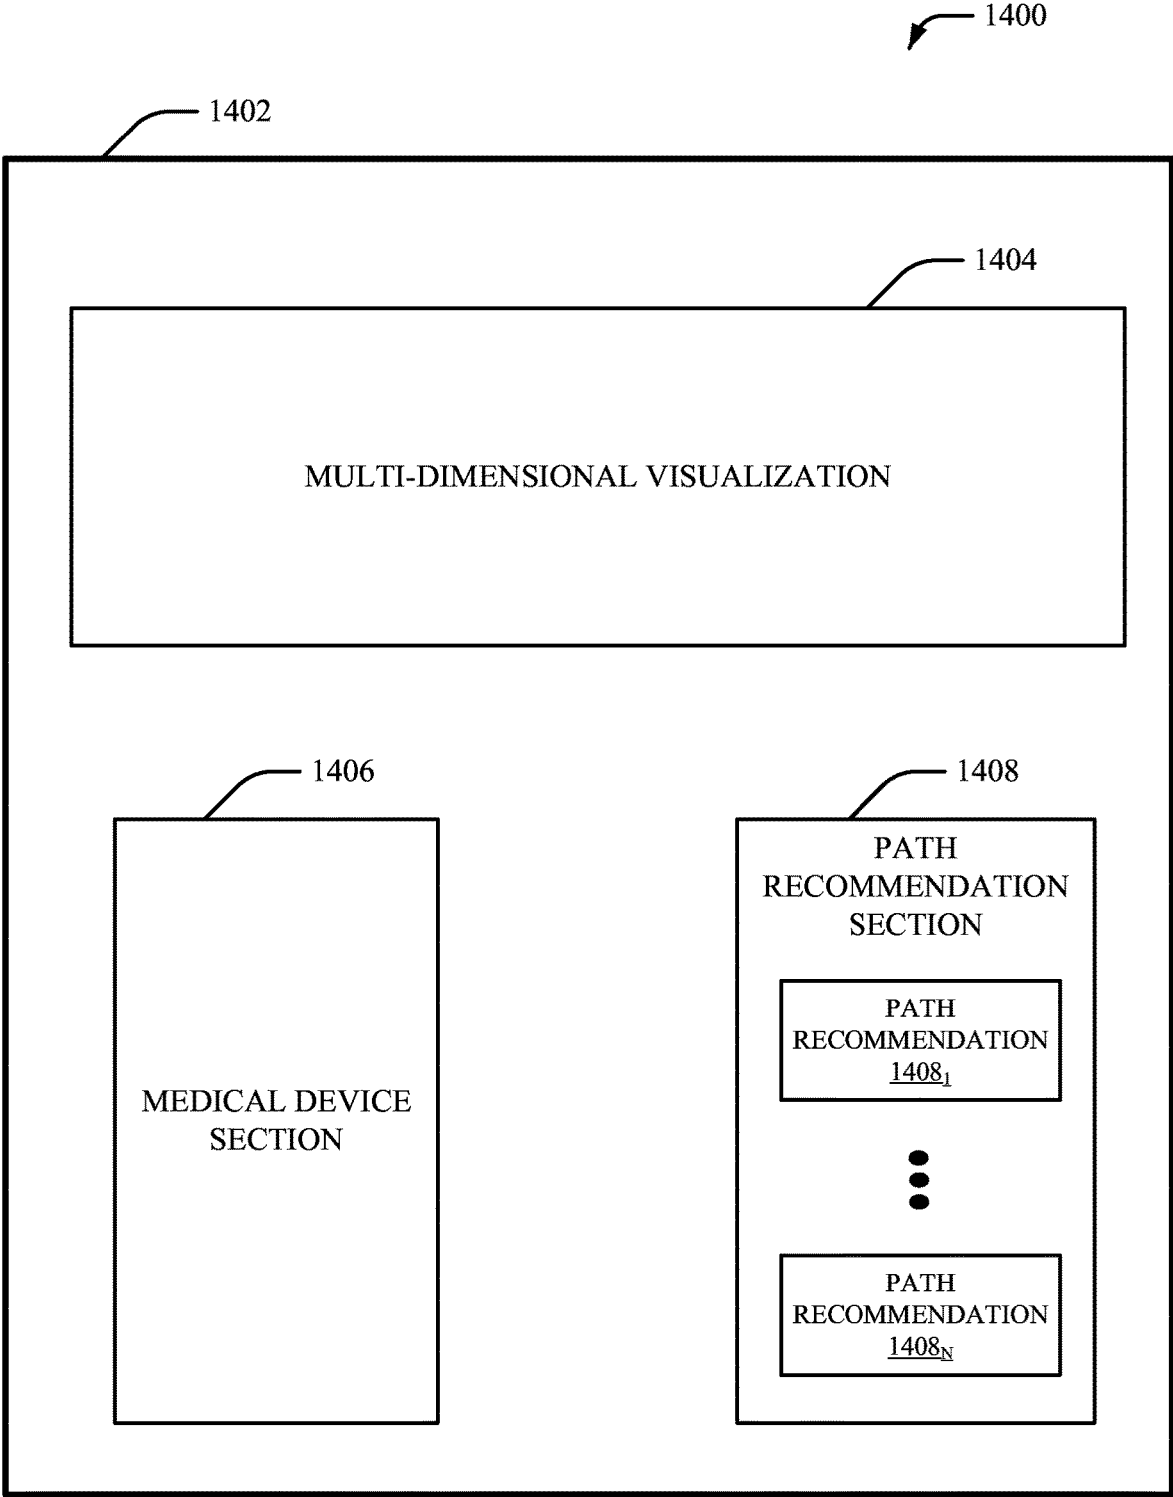 1400
1402
1404
MULTI-DIMENSIONAL VISUALIZATION
1406
MEDICAL DEVICE
SECTION
1408
PATH
RECOMMENDATION
SECTION
PATH
RECOMMENDATION
1408₁
PATH
RECOMMENDATION
1408_N